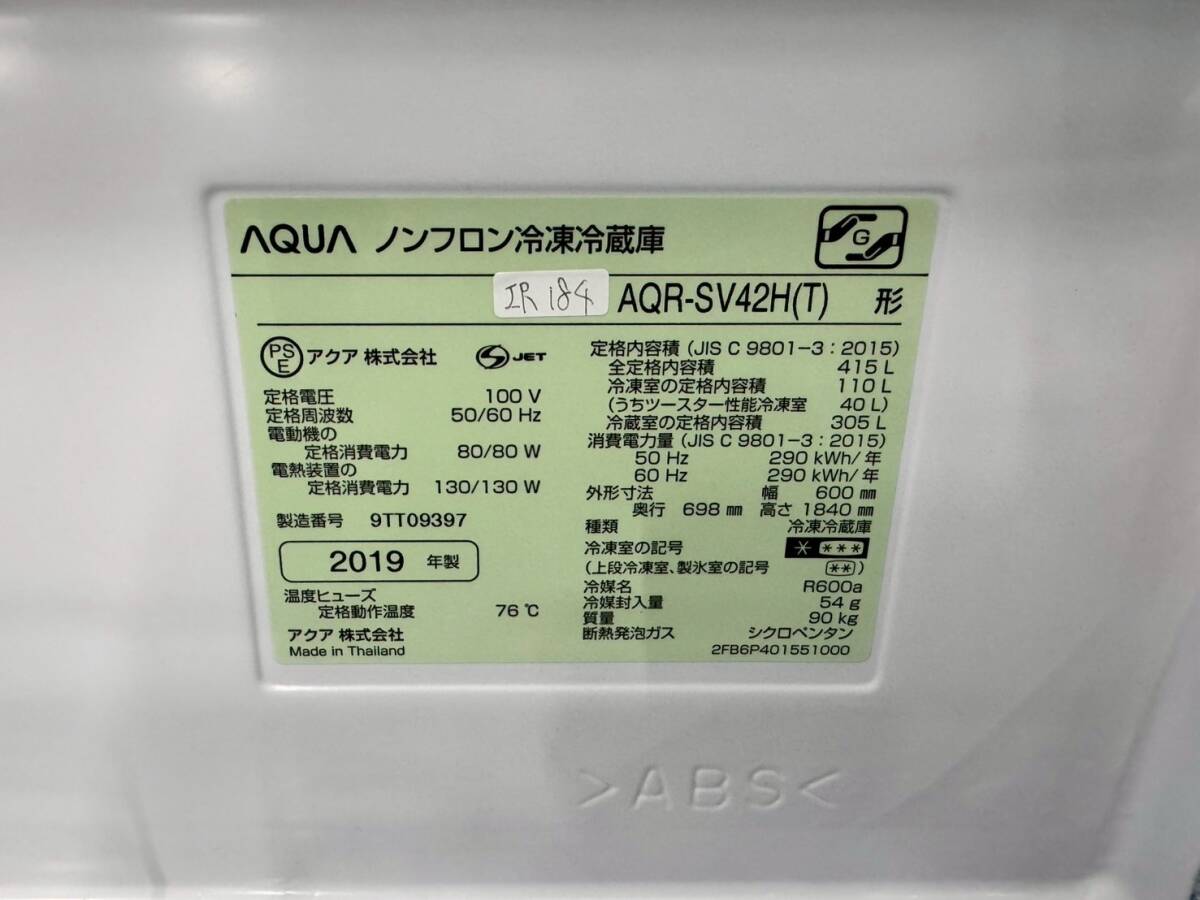 AQUA ノンフロン冷凍冷蔵庫
G
IR 184
AQR-SV42H(T) 形
PS
E
アクア 株式会社
S JET
定格電圧 100 V
定格周波数 50/60 Hz
電動機の
定格消費電力 80/80 W
電熱装置の
定格消費電力 130/130 W
製造番号 9TT09397
2019 年製
温度ヒューズ
定格動作温度 76 ℃
アクア 株式会社
Made in Thailand
定格内容積 (JIS C 9801-3：2015)
全定格内容積 415 L
冷凍室の定格内容積 110 L
(うちツースター性能冷凍室 40 L)
冷蔵室の定格内容積 305 L
消費電力量 (JIS C 9801-3：2015)
50 Hz 290 kWh/年
60 Hz 290 kWh/年
外形寸法 幅 600 ㎜
奥行 698 ㎜ 高さ 1840 ㎜
種類 冷凍冷蔵庫
冷凍室の記号 * ***
(上段冷凍室、製氷室の記号 **)
冷媒名 R600a
冷媒封入量 54 g
質量 90 kg
断熱発泡ガス シクロペンタン
2FB6P401551000
>ABS<